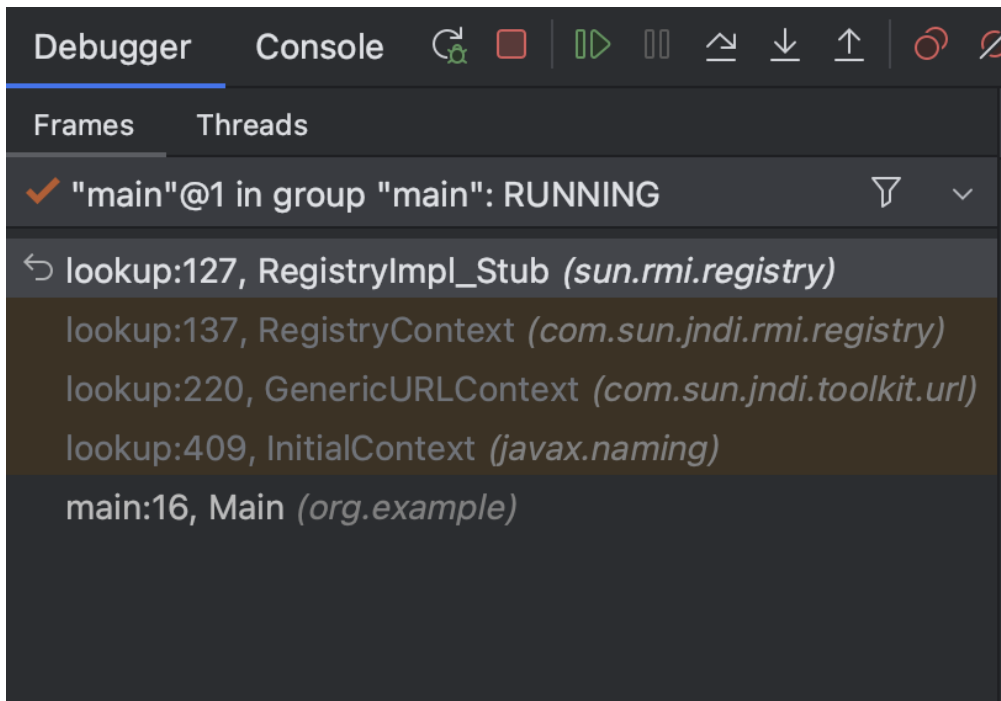 Debugger Console
Frames Threads
"main"@1 in group "main": RUNNING
lookup:127, RegistryImpl_Stub (sun.rmi.registry)
lookup:137, RegistryContext (com.sun.jndi.rmi.registry)
lookup:220, GenericURLContext (com.sun.jndi.toolkit.url)
lookup:409, InitialContext (javax.naming)
main:16, Main (org.example)